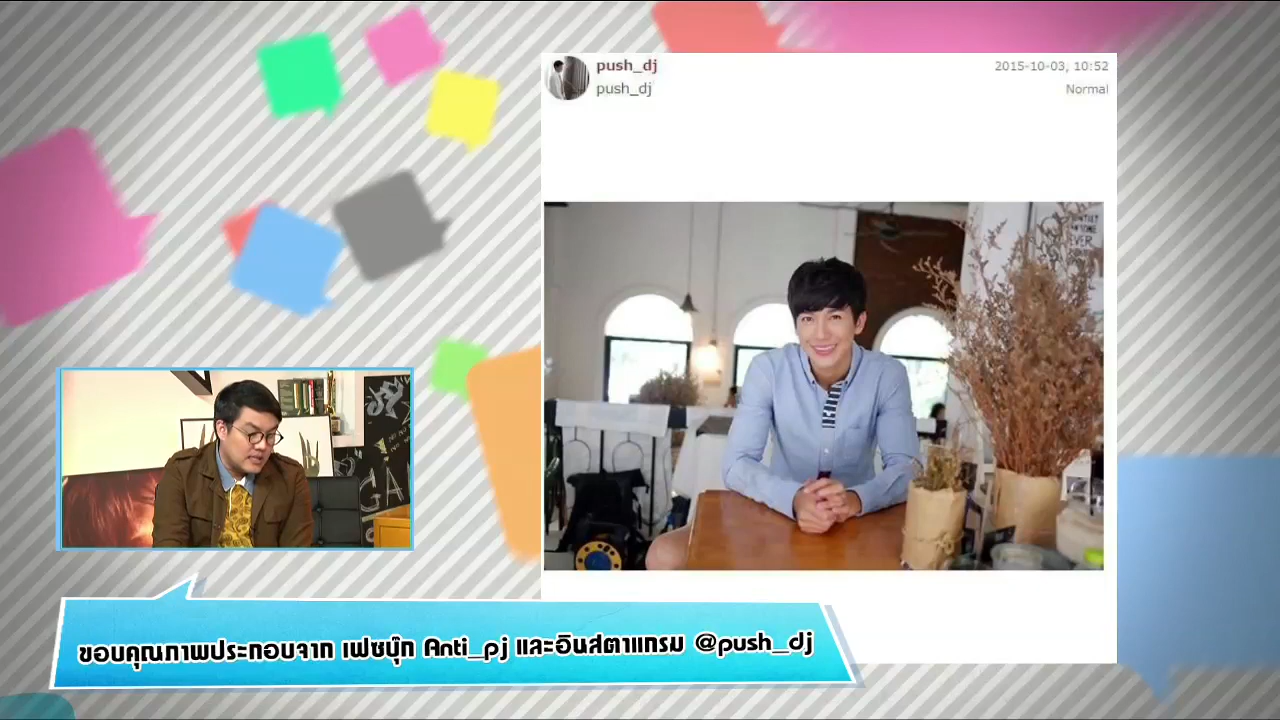 push_dj
2015-10-03, 10:52
push_dj
Normal
EVER
GA
ขอบคุณภาพประกอบจาก เฟซบุ๊ก Anti_pj และอินสตาแกรม @push_dj